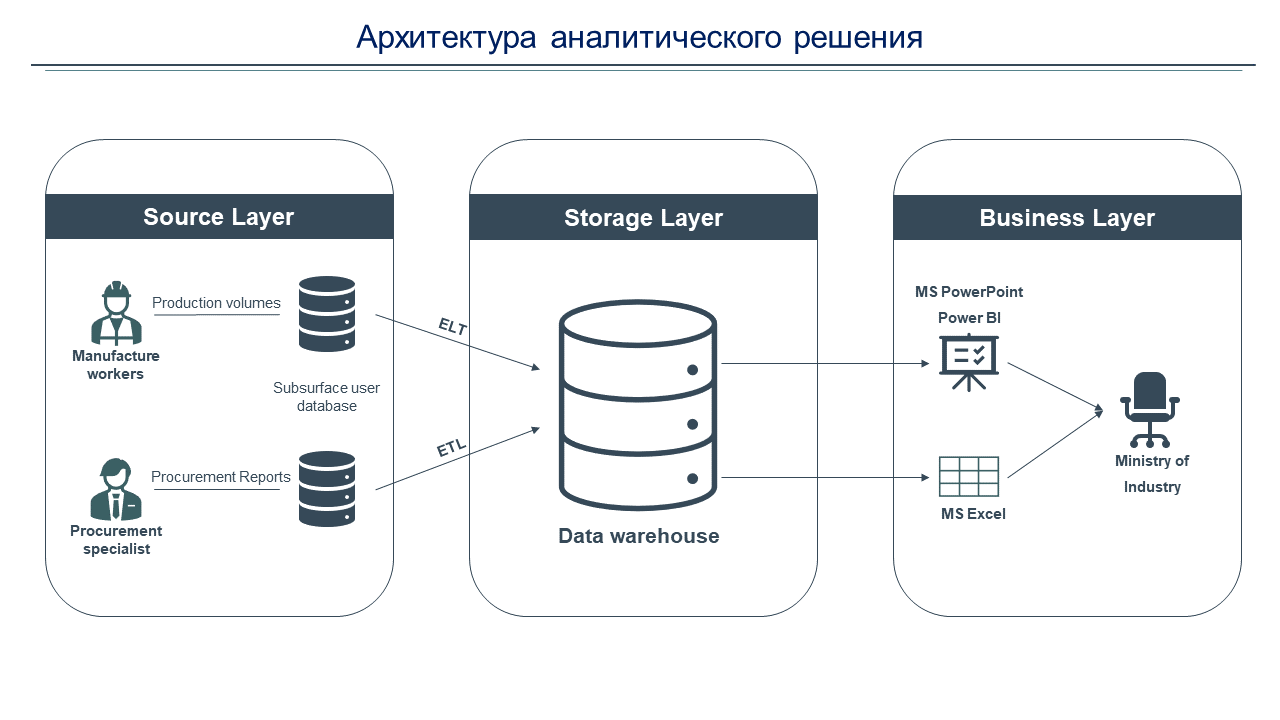 Архитектура аналитического решения
Source Layer
Production volumes
Manufacture
workers
Subsurface user
database
Procurement Reports
Procurement
specialist
ELT
ETL
Storage Layer
Data warehouse
Business Layer
MS PowerPoint
Power BI
MS Excel
Ministry of
Industry